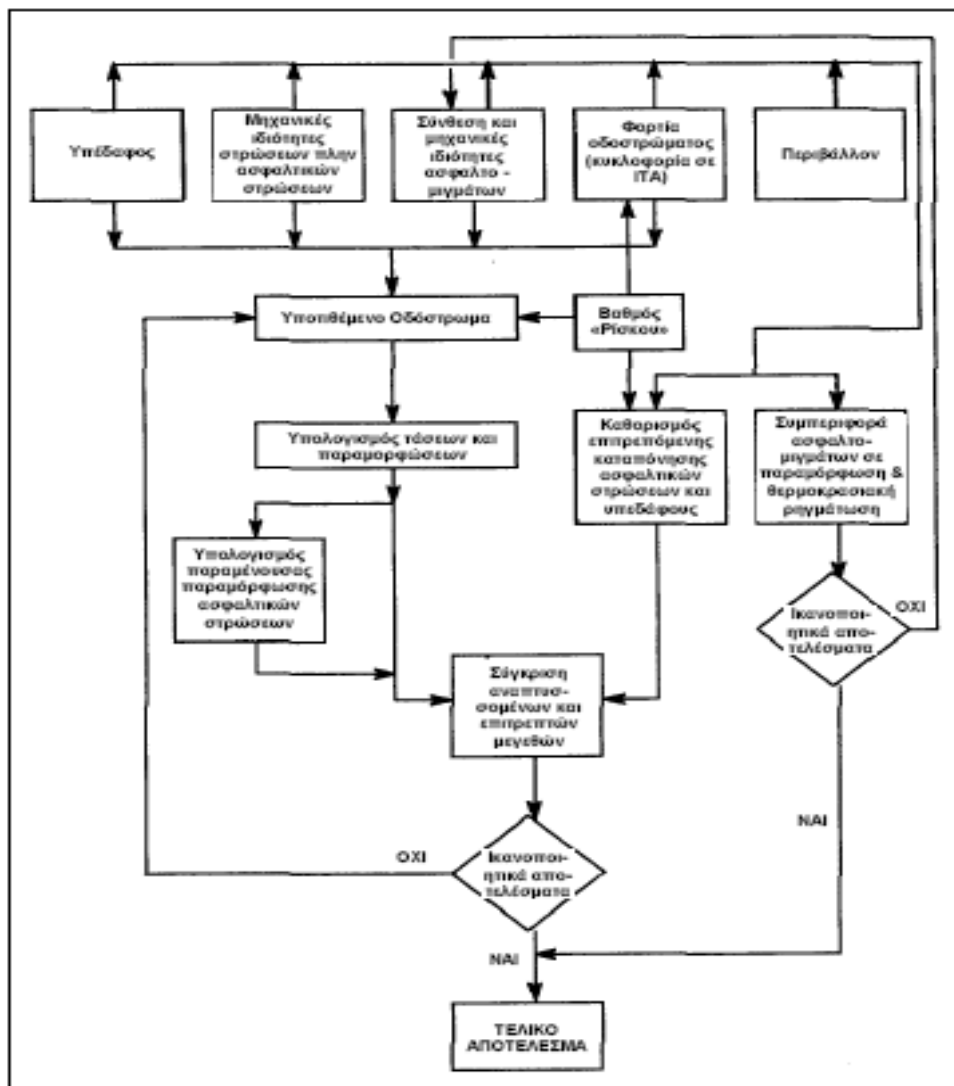 Υπέδαφος
Μηχανικές
ιδιότητες
στρώσεων πλην
ασφαλτικών
στρώσεων
Σύνθεση και
μηχανικές
ιδιότητες
ασφαλτο -
μιγμάτων
Φορτία
οδοστρώματος
(κυκλοφορία σε
ΙΤΑ)
Περιβάλλον
Υποτιθέμενο Οδόστρωμα
Βαθμός
«Ρίσκου»
Υπολογισμός τάσεων και
παραμορφώσεων
Καθορισμός
επιτρεπόμενης
καταπόνησης
ασφαλτικών
στρώσεων και
υπεδάφους
Συμπεριφορά
ασφαλτο-
μιγμάτων σε
παραμόρφωση &
θερμοκρασιακή
ρηγμάτωση
Υπολογισμός
παραμένουσας
παραμόρφωσης
ασφαλτικών
στρώσεων
Ικανοποι-
ητικά απο-
τελέσματα
ΟΧΙ
Σύγκριση
αναπτυσ-
σομένων και
επιτρεπτών
μεγεθών
ΝΑΙ
ΟΧΙ
Ικανοποι-
ητικά απο-
τελέσματα
ΝΑΙ
ΤΕΛΙΚΟ
ΑΠΟΤΕΛΕΣΜΑ